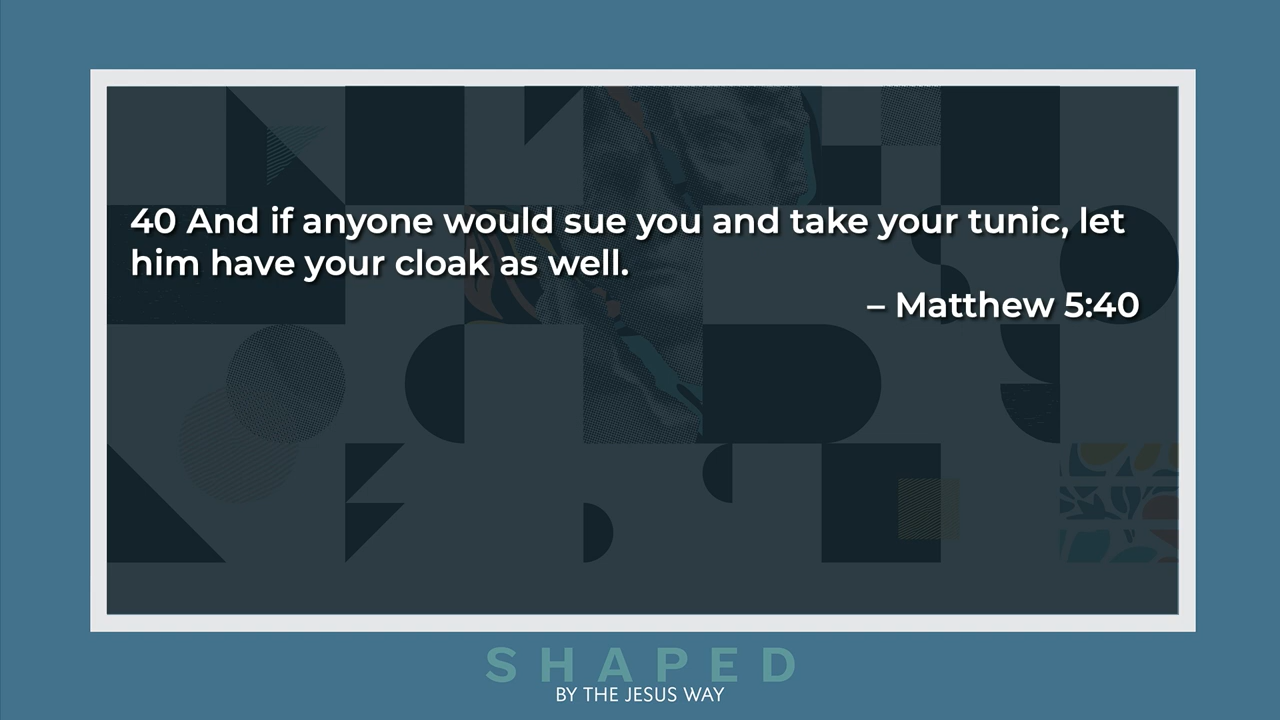 40 And if anyone would sue you and take your tunic, let
him have your cloak as well.
– Matthew 5:40
SHAPED
BY THE JESUS WAY